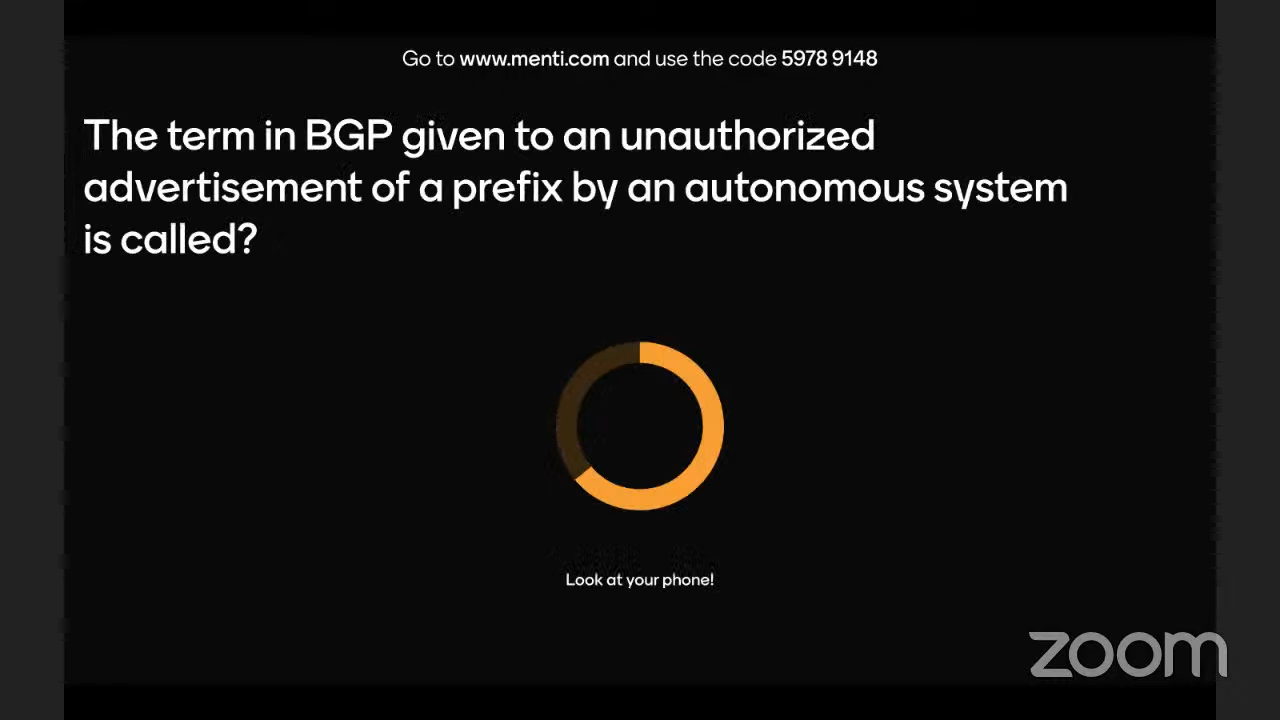 Go to www.menti.com and use the code 5978 9148
The term in BGP given to an unauthorized
advertisement of a prefix by an autonomous system
is called?
Look at your phone!
zoom